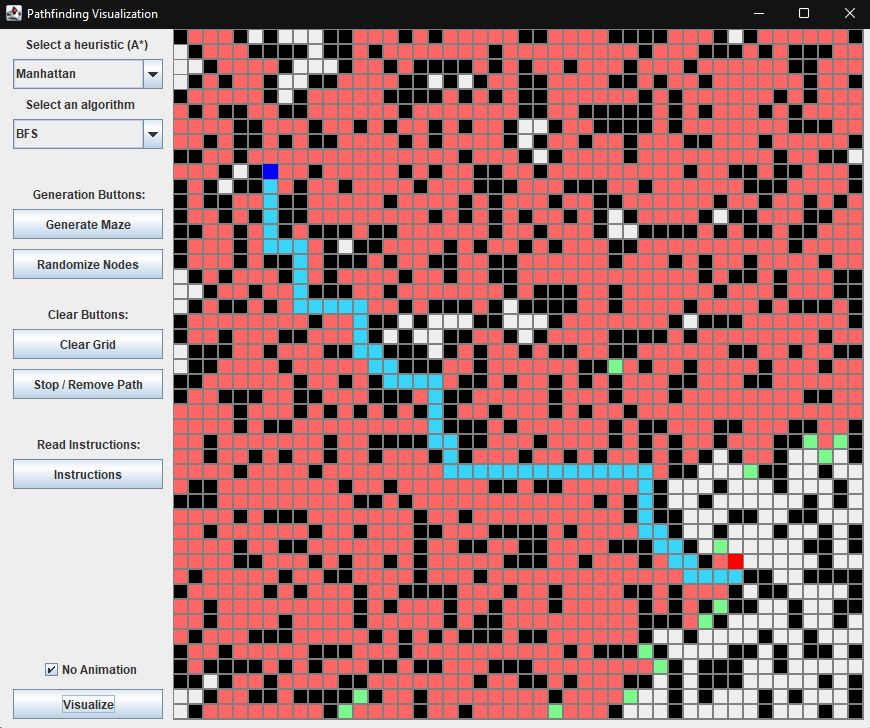 Pathfinding Visualization
Select a heuristic (A*)
Manhattan
Select an algorithm
BFS
Generation Buttons:
Generate Maze
Randomize Nodes
Clear Buttons:
Clear Grid
Stop / Remove Path
Read Instructions:
Instructions
No Animation
Visualize